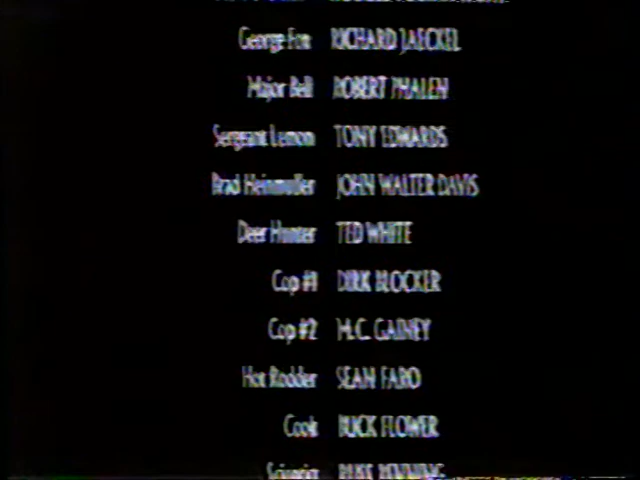 George Fox RICHARD JAECKEL
Major Bell ROBERT PHALEN
Sergeant Lemon TONY EDWARDS
Brad Heinmuller JOHN WALTER DAVIS
Deer Hunter TED WHITE
Cop #1 DIRK BLOCKER
Cop #2 M.C. GAINEY
Hot Rodder SEAN FARO
Cook BUCK FLOWER
Scientist